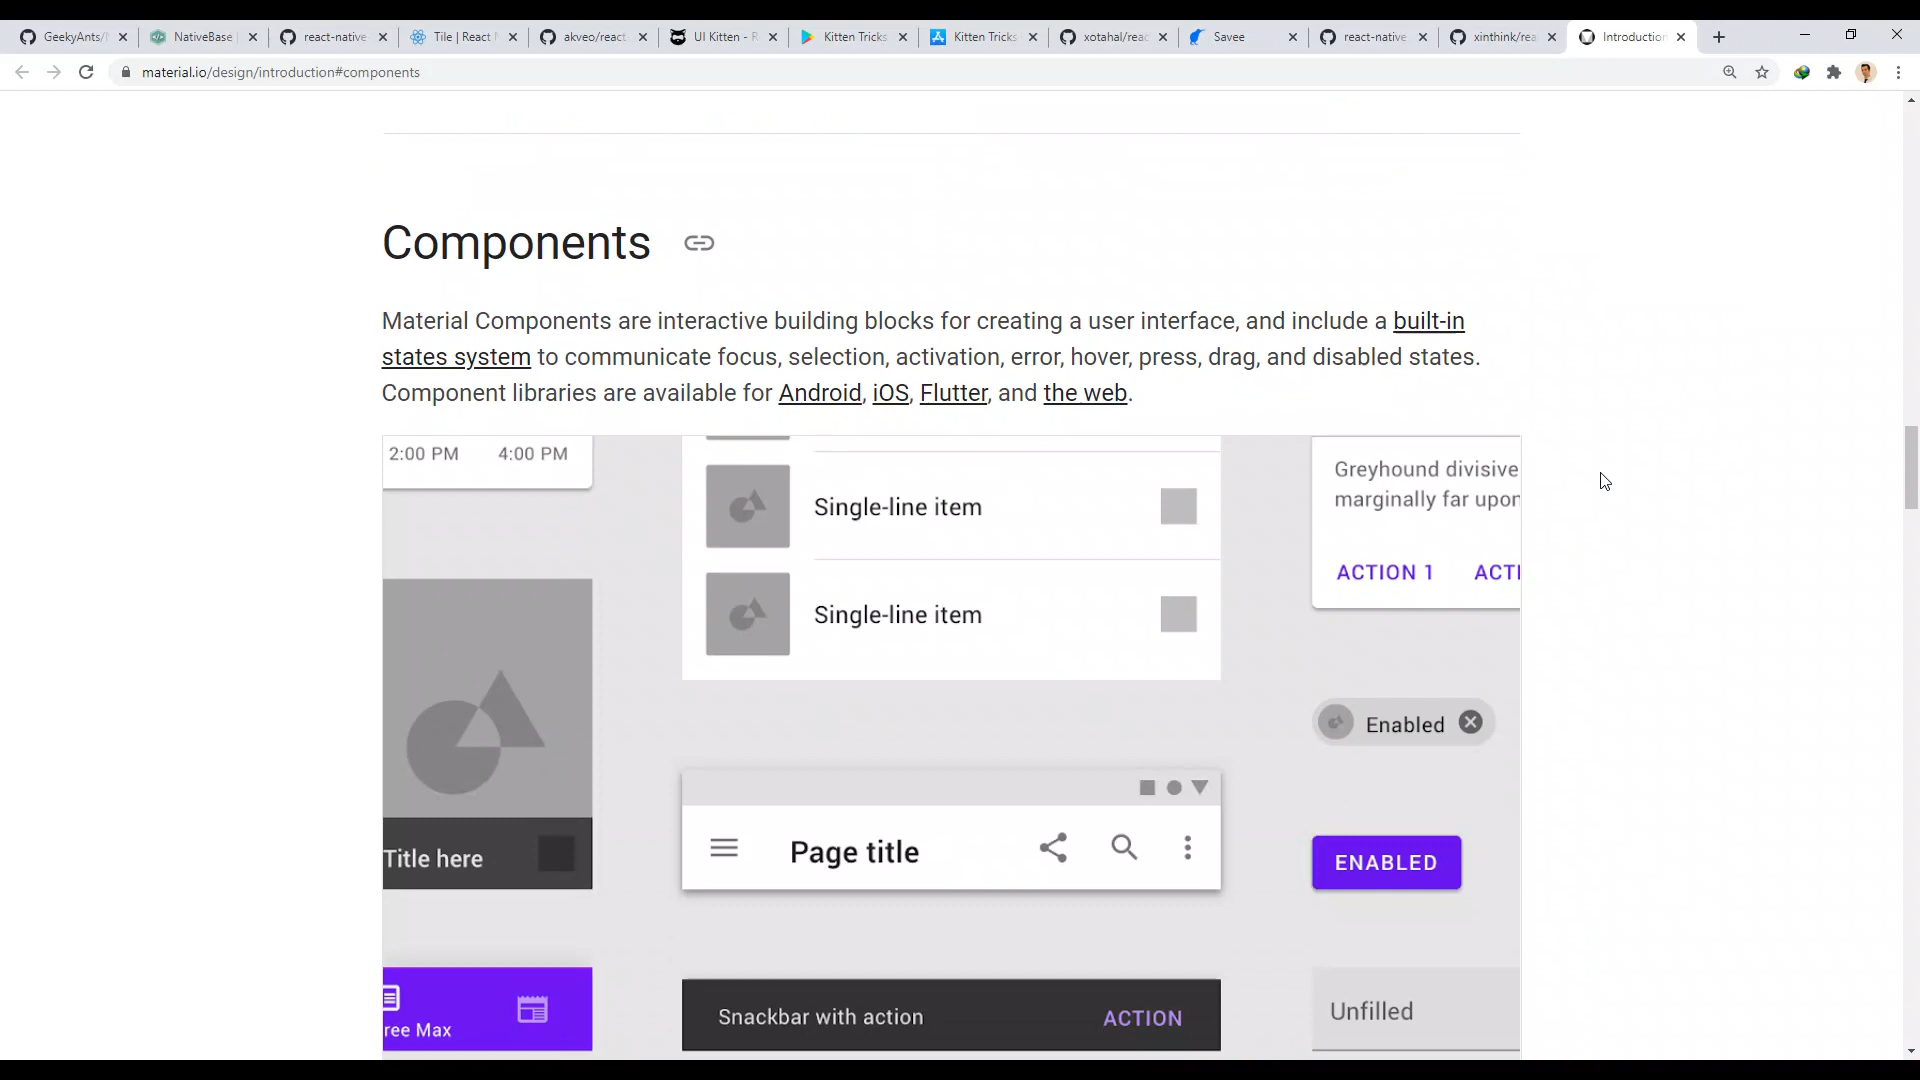 GeekyAnts/
NativeBase
react-native
Tile | React
akveo/react
UI Kitten - R
Kitten Tricks
Kitten Tricks
xotahal/reac
Savee
react-native
xinthink/rea
Introduction
material.io/design/introduction#components
Components
Material Components are interactive building blocks for creating a user interface, and include a built-in
states system to communicate focus, selection, activation, error, hover, press, drag, and disabled states.
Component libraries are available for Android, iOS, Flutter, and the web.
2:00 PM 4:00 PM
Single-line item
Single-line item
Greyhound divisive
marginally far upon
ACTION 1 ACTI
Enabled
Title here
Page title
ENABLED
ree Max
Snackbar with action ACTION
Unfilled